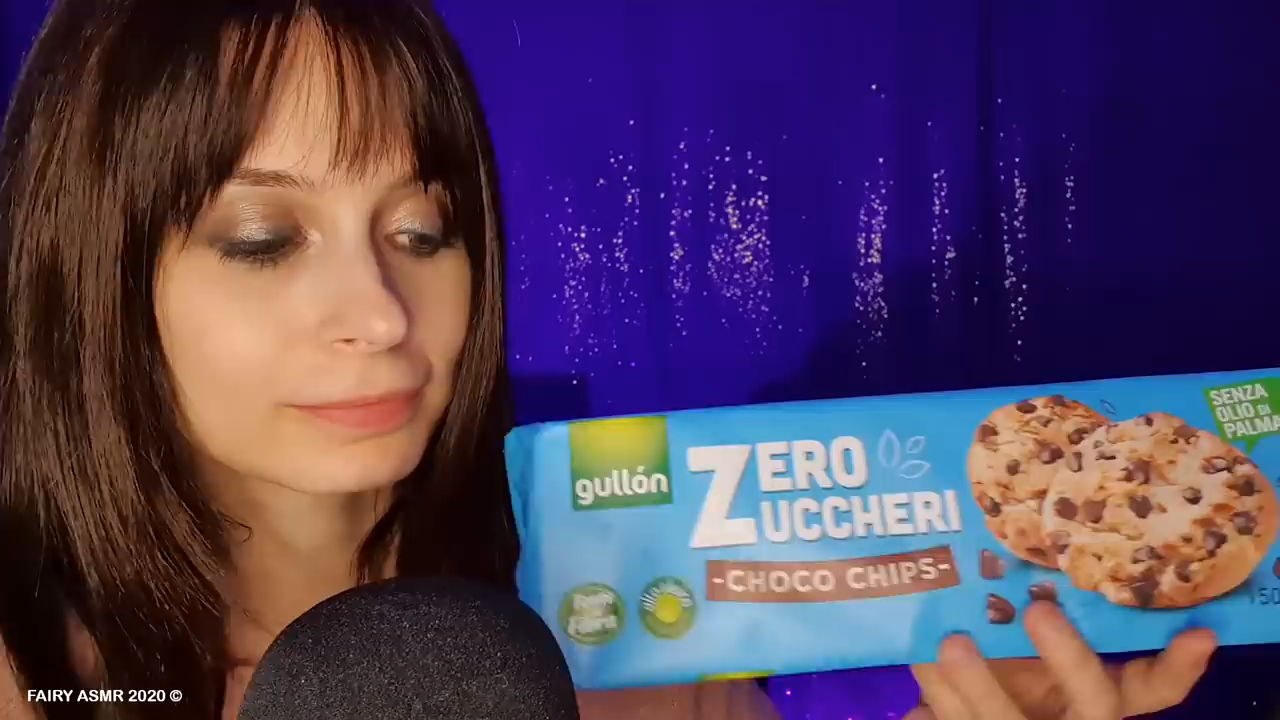 gullón
ZERO
ZUCCHERI
-CHOCO CHIPS-
SENZA
OLIO DI
PALMA
FAIRY ASMR 2020 ©